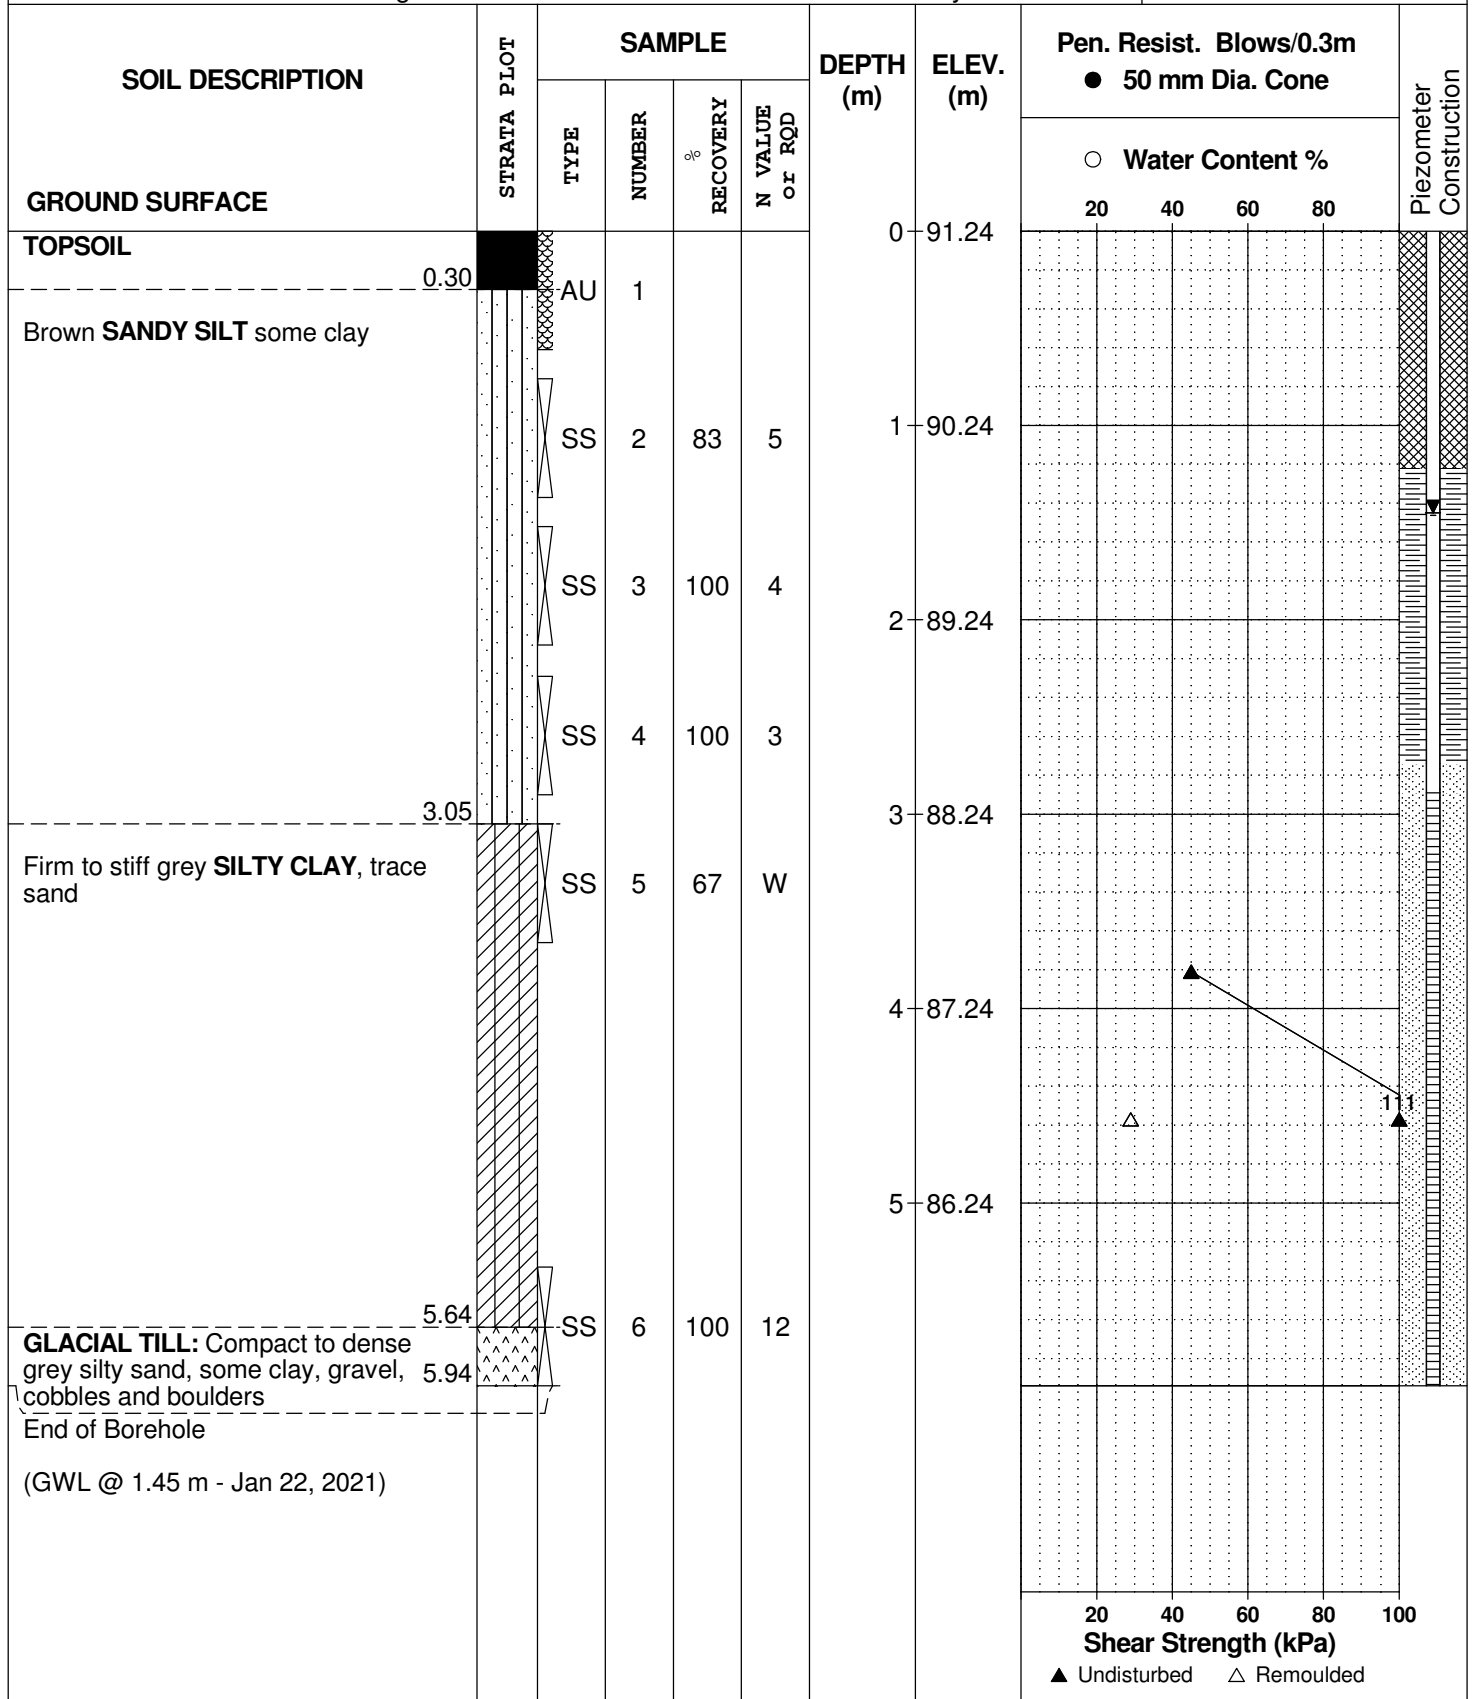 SOIL DESCRIPTION
GROUND SURFACE
STRATA PLOT
SAMPLE
TYPE
NUMBER
% RECOVERY
N VALUE or RQD
DEPTH (m)
ELEV. (m)
Pen. Resist. Blows/0.3m
● 50 mm Dia. Cone
○ Water Content %
20 40 60 80
Piezometer Construction
TOPSOIL
0.30
0 91.24
AU 1
Brown SANDY SILT some clay
1 90.24
SS 2 83 5
SS 3 100 4
2 89.24
SS 4 100 3
3.05
3 88.24
Firm to stiff grey SILTY CLAY, trace
sand
SS 5 67 W
4 87.24
111
5 86.24
5.64
SS 6 100 12
GLACIAL TILL: Compact to dense
grey silty sand, some clay, gravel,
5.94
cobbles and boulders
End of Borehole
(GWL @ 1.45 m - Jan 22, 2021)
20 40 60 80 100
Shear Strength (kPa)
▲ Undisturbed △ Remoulded